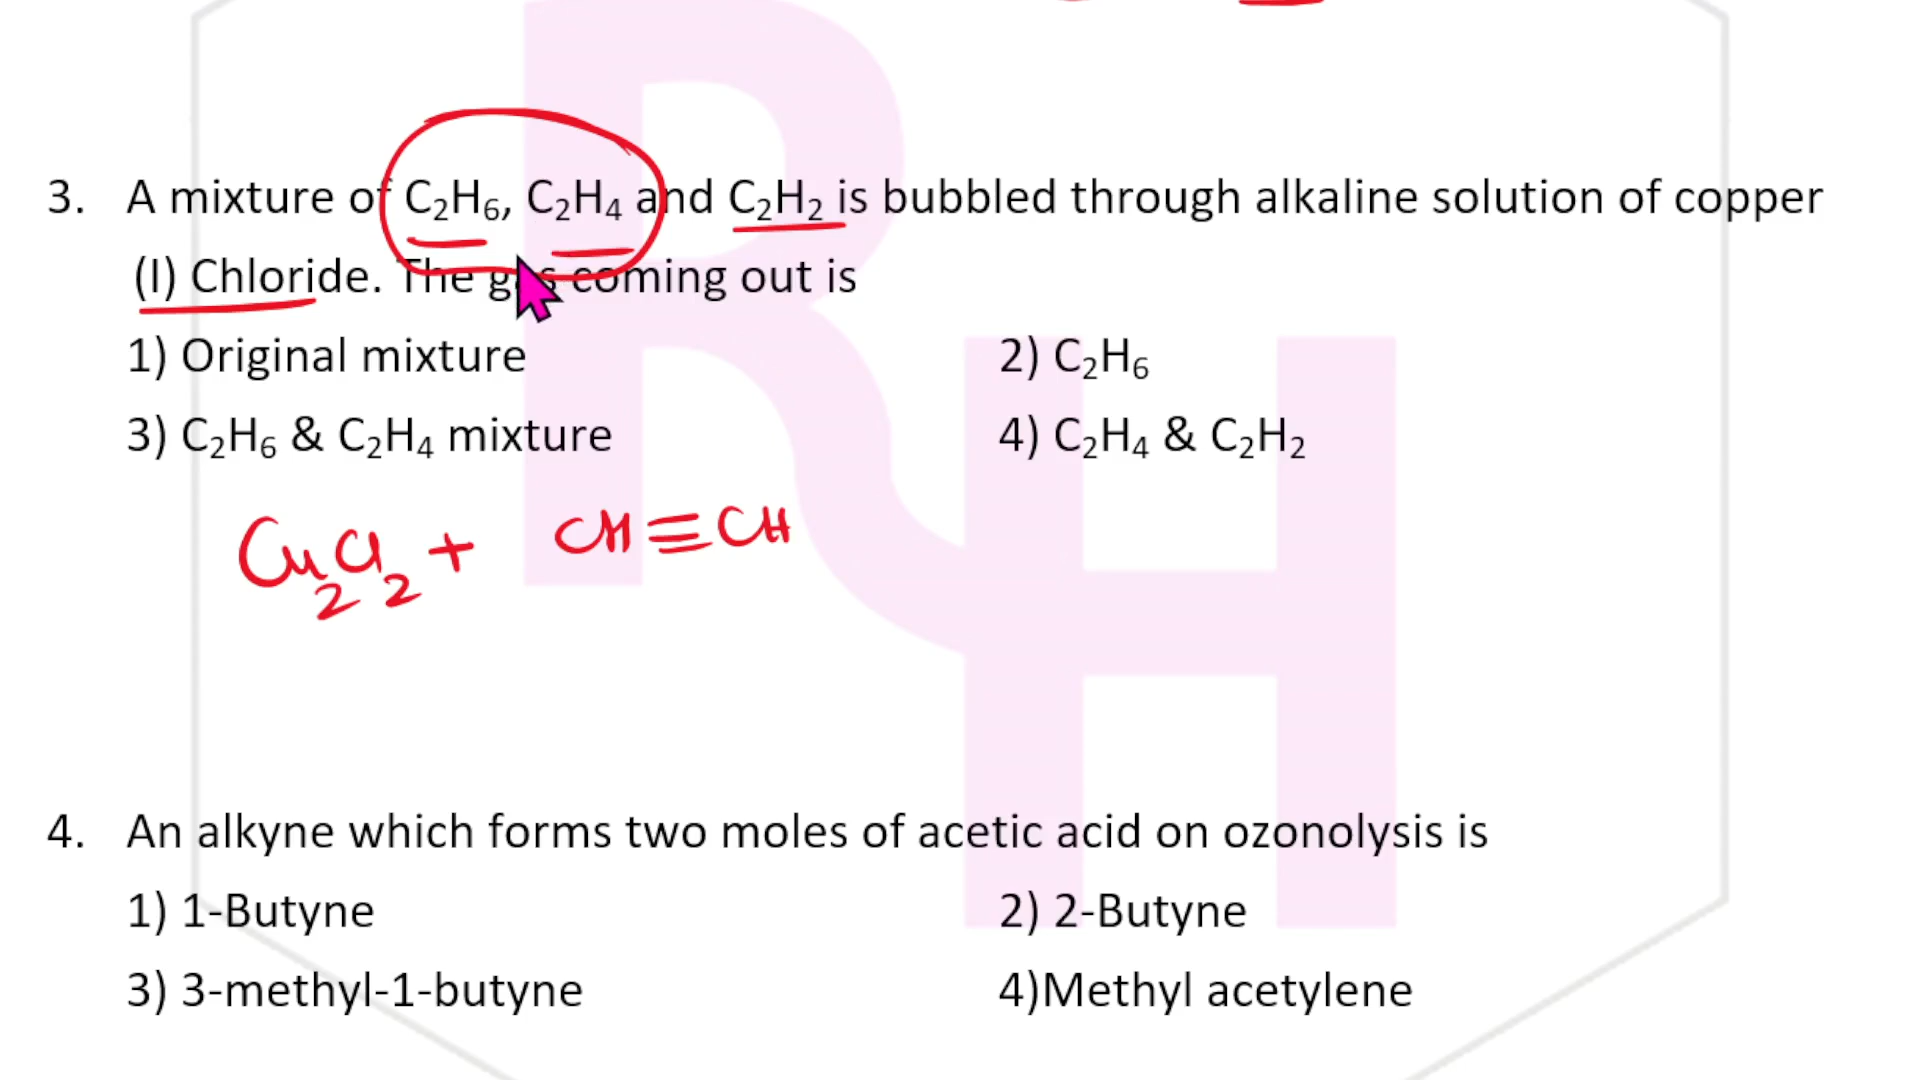 3. A mixture of C₂H₆, C₂H₄ and C₂H₂ is bubbled through alkaline solution of copper
(I) Chloride. The gas coming out is
1) Original mixture 2) C₂H₆
3) C₂H₆ & C₂H₄ mixture 4) C₂H₄ & C₂H₂
Cu₂Cl₂ + CH≡CH
4. An alkyne which forms two moles of acetic acid on ozonolysis is
1) 1-Butyne 2) 2-Butyne
3) 3-methyl-1-butyne 4)Methyl acetylene